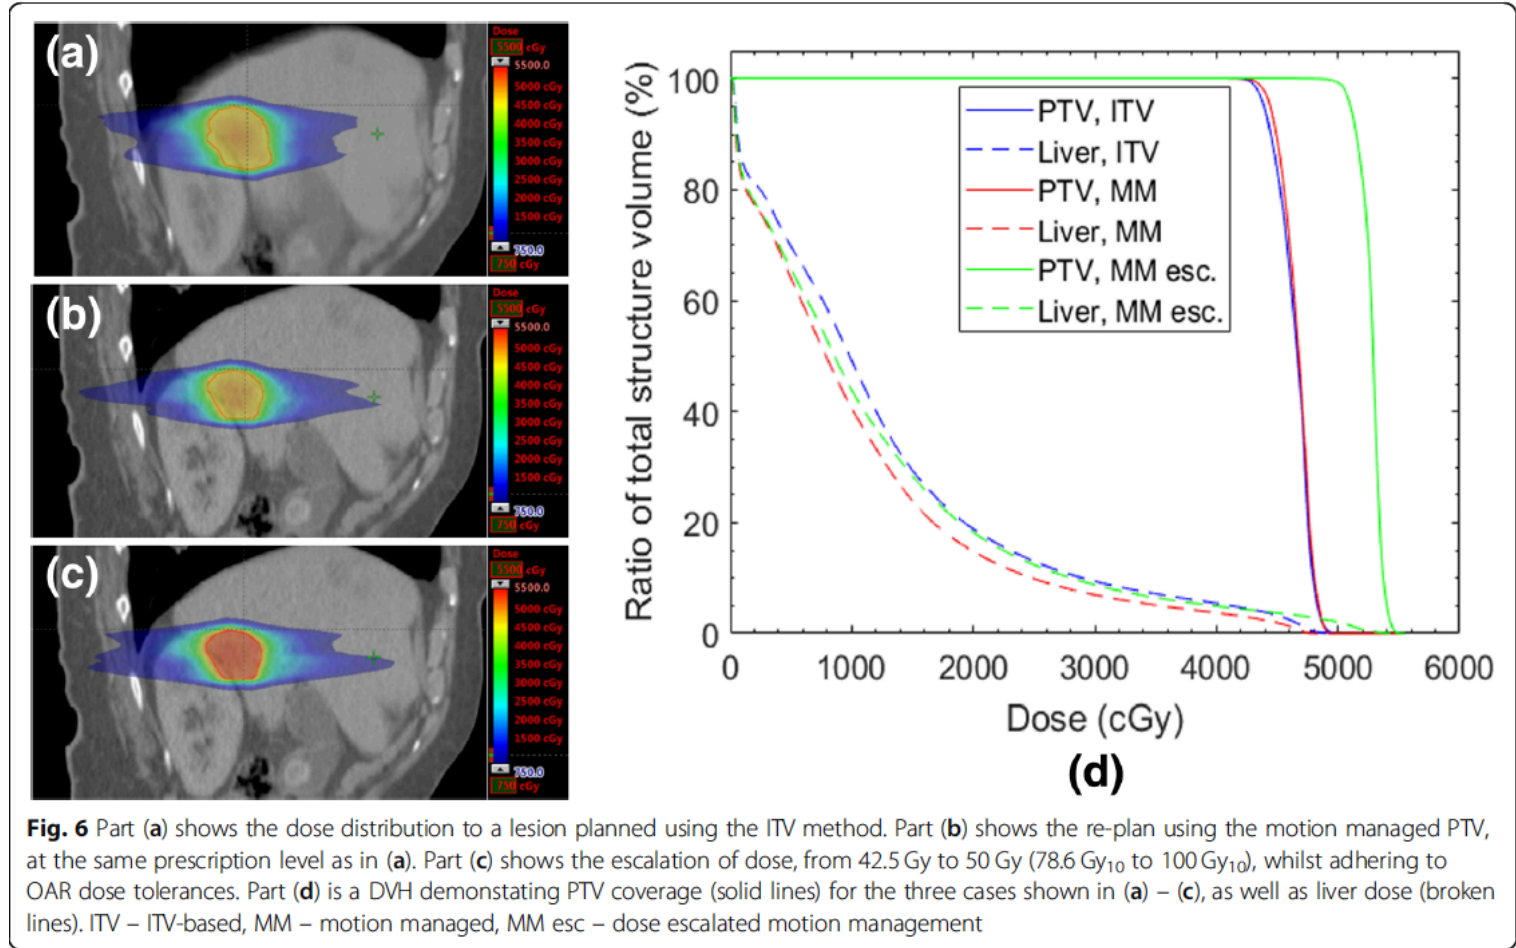 (a)
Dose
5500 cGy
5500.0
5000 cGy
4500 cGy
4000 cGy
3500 cGy
3000 cGy
2500 cGy
2000 cGy
1500 cGy
750.0
750 cGy
(b)
Dose
5500 cGy
5500.0
5000 cGy
4500 cGy
4000 cGy
3500 cGy
3000 cGy
2500 cGy
2000 cGy
1500 cGy
750.0
750 cGy
(c)
Dose
5500 cGy
5500.0
5000 cGy
4500 cGy
4000 cGy
3500 cGy
3000 cGy
2500 cGy
2000 cGy
1500 cGy
750.0
750 cGy
Ratio of total structure volume (%)
100
80
60
40
20
0
PTV, ITV
Liver, ITV
PTV, MM
Liver, MM
PTV, MM esc.
Liver, MM esc.
0 1000 2000 3000 4000 5000 6000
Dose (cGy)
(d)
Fig. 6 Part (a) shows the dose distribution to a lesion planned using the ITV method. Part (b) shows the re-plan using the motion managed PTV,
at the same prescription level as in (a). Part (c) shows the escalation of dose, from 42.5 Gy to 50 Gy (78.6 Gy₁₀ to 100 Gy₁₀), whilst adhering to
OAR dose tolerances. Part (d) is a DVH demonstating PTV coverage (solid lines) for the three cases shown in (a) – (c), as well as liver dose (broken
lines). ITV – ITV-based, MM – motion managed, MM esc – dose escalated motion management